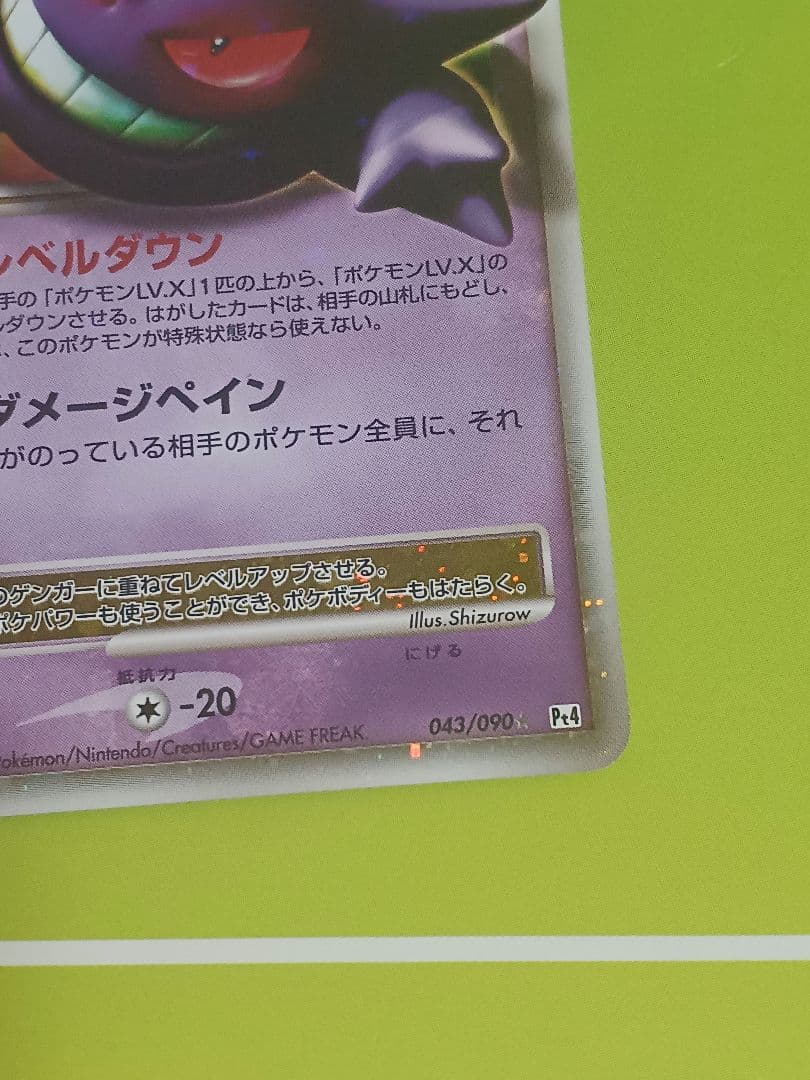 レベルダウン
手の「ポケモンLV.X」1匹の上から、「ポケモンLV.X」の
ダウンさせる。はがしたカードは、相手の山札にもどし、
、このポケモンが特殊状態なら使えない。
ダメージペイン
がのっている相手のポケモン全員に、それ
のゲンガーに重ねてレベルアップさせる。
ポケパワーも使うことができ、ポケボディーもはたらく。
Illus.Shizurow
にげる
抵抗力
-20
043/090 Pt4
okémon/Nintendo/Creatures/GAME FREAK.